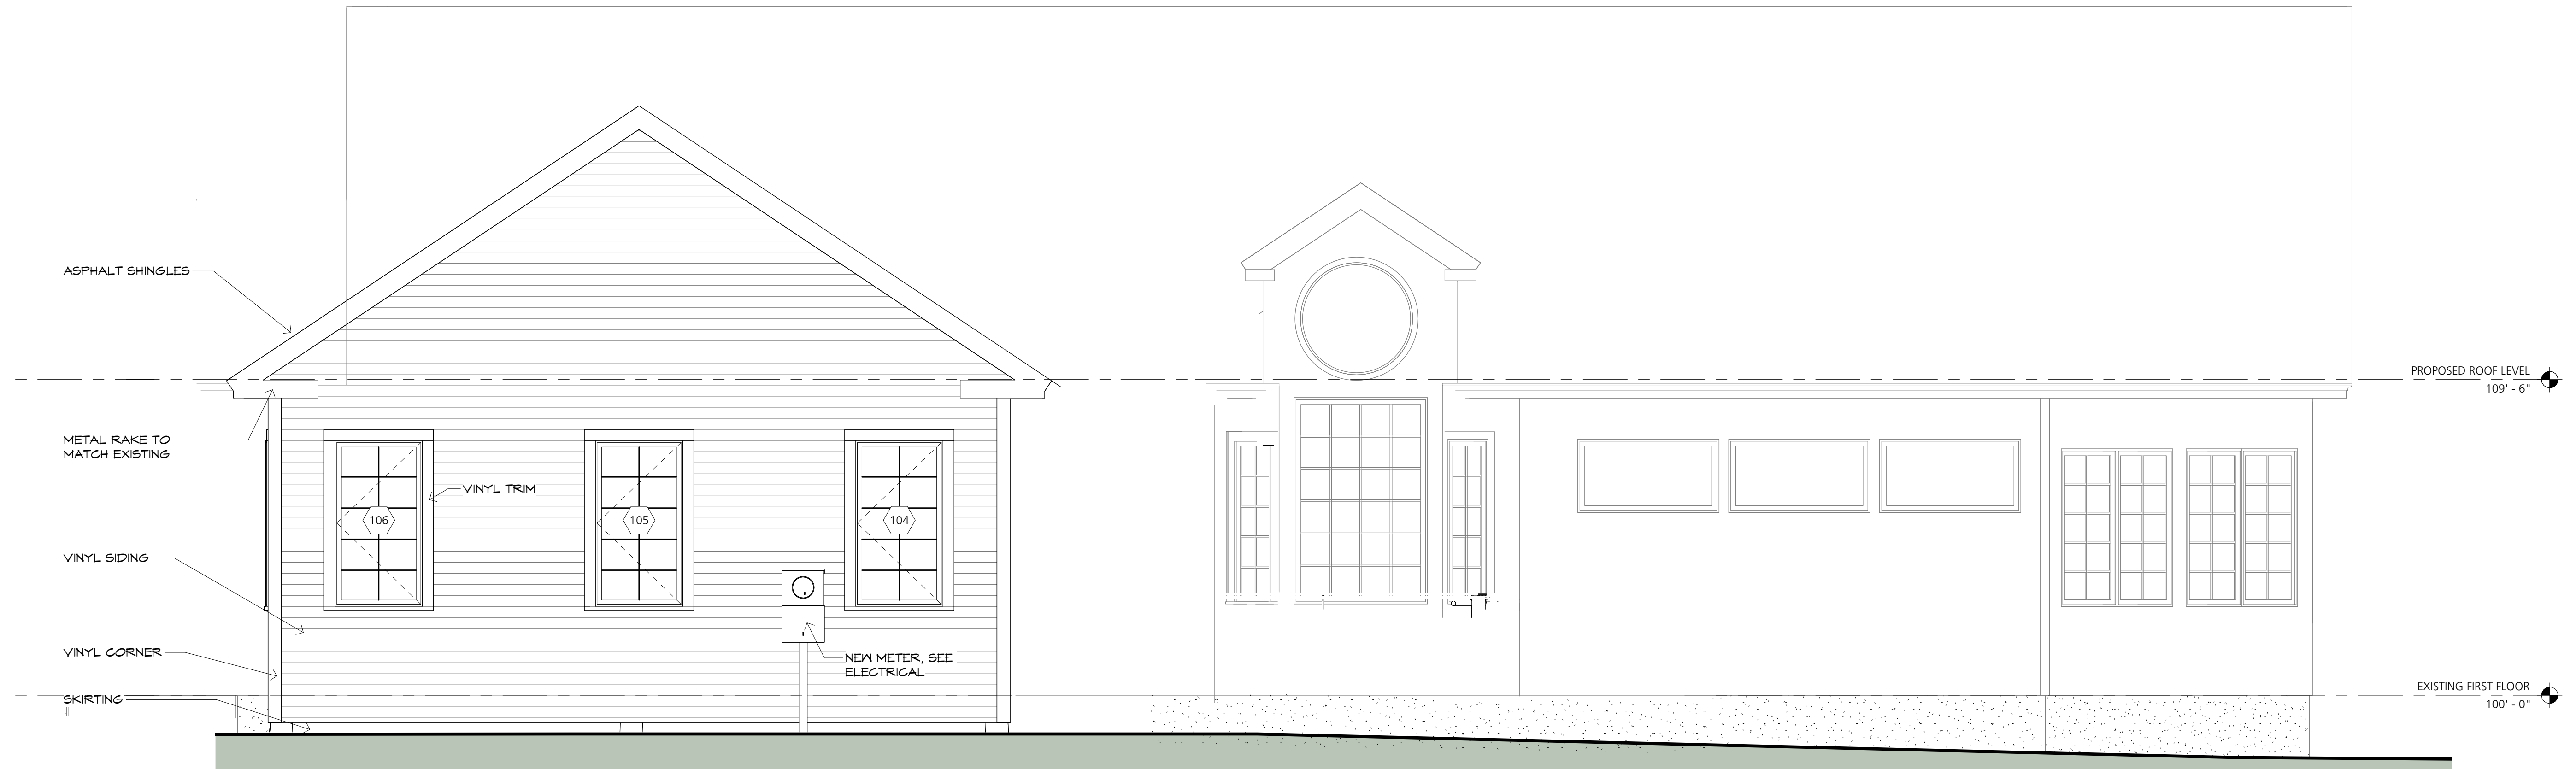 ASPHALT SHINGLES
PROPOSED ROOF LEVEL
109' - 6"
METAL RAKE TO
MATCH EXISTING
VINYL TRIM
106
105
104
VINYL SIDING
VINYL CORNER
NEW METER, SEE
ELECTRICAL
SKIRTING
EXISTING FIRST FLOOR
100' - 0"